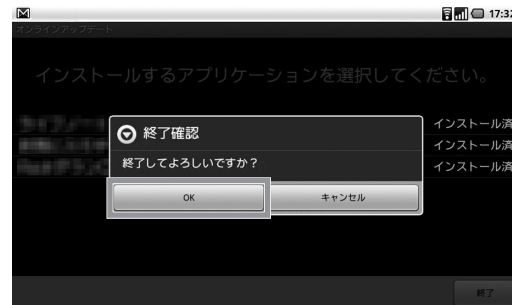 17:32
オンラインアップデート
インストールするアプリケーションを選択してください。
インストール済
インストール済
インストール済
終了確認
終了してよろしいですか？
OK キャンセル
終了